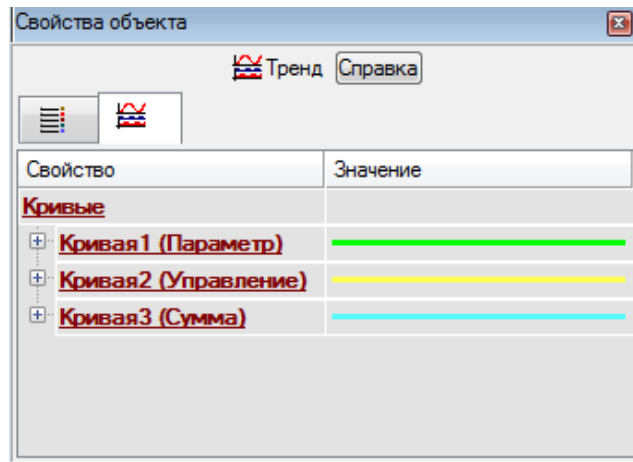 Свойства объекта
Тренд Справка
Свойство Значение
Кривые
Кривая1 (Параметр)
Кривая2 (Управление)
Кривая3 (Сумма)